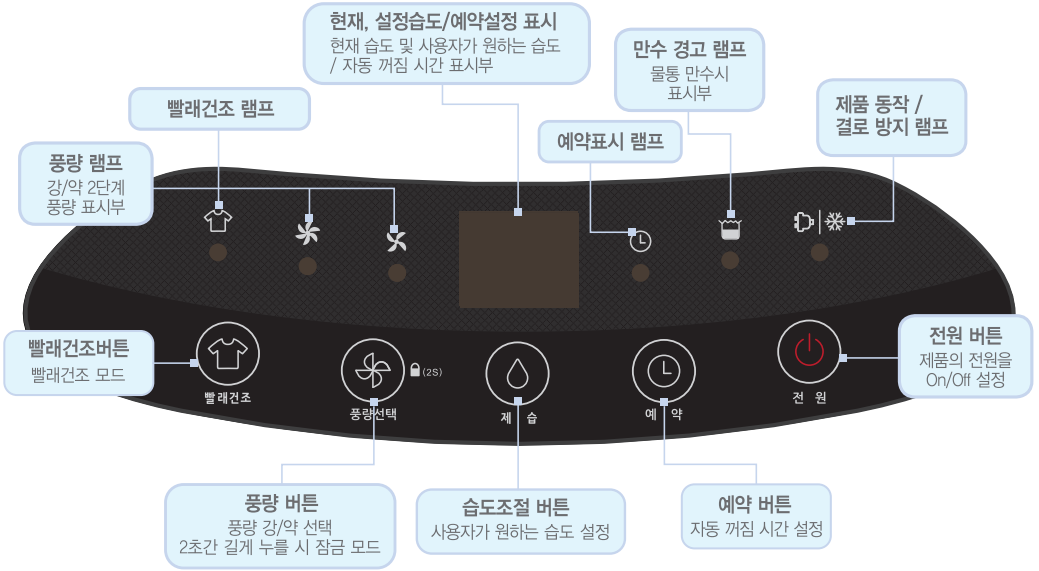 현재, 설정습도/예약설정 표시
현재 습도 및 사용자가 원하는 습도
/ 자동 꺼짐 시간 표시부
만수 경고 램프
물통 만수시
표시부
제품 동작 /
결로 방지 램프
빨래건조 램프
예약표시 램프
풍량 램프
강/약 2단계
풍량 표시부
빨래건조버튼
빨래건조 모드
전원 버튼
제품의 전원을
On/Off 설정
(2S)
빨래건조
풍량선택
제 습
예 약
전 원
풍량 버튼
풍량 강/약 선택
2초간 길게 누를 시 잠금 모드
습도조절 버튼
사용자가 원하는 습도 설정
예약 버튼
자동 꺼짐 시간 설정